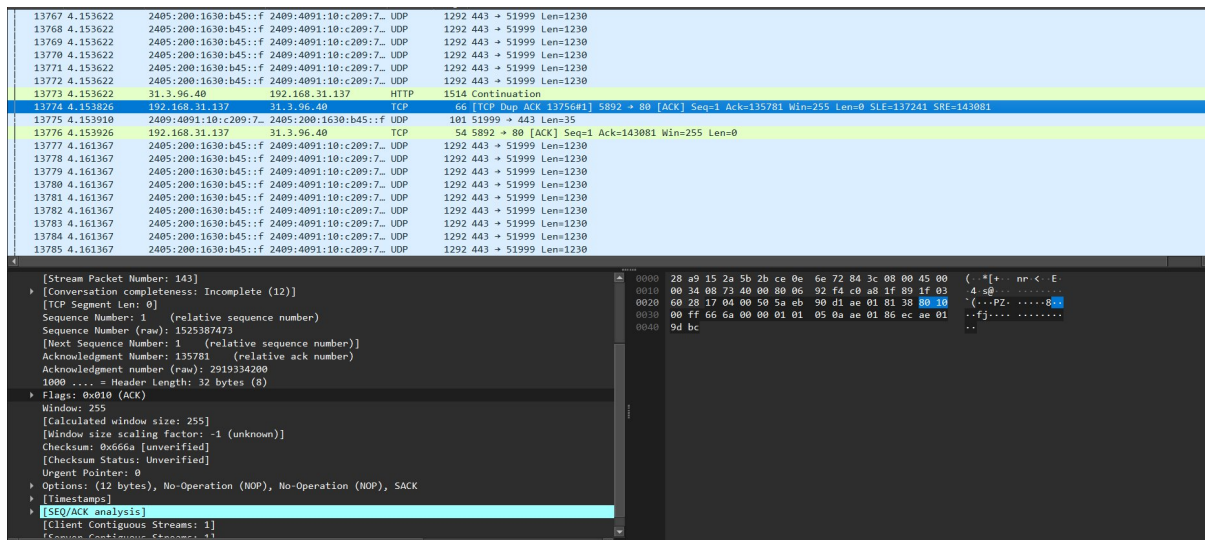 13767 4.153622 2405:200:1630:b45::f 2409:4091:10:c209:7… UDP 1292 443 → 51999 Len=1230
13768 4.153622 2405:200:1630:b45::f 2409:4091:10:c209:7… UDP 1292 443 → 51999 Len=1230
13769 4.153622 2405:200:1630:b45::f 2409:4091:10:c209:7… UDP 1292 443 → 51999 Len=1230
13770 4.153622 2405:200:1630:b45::f 2409:4091:10:c209:7… UDP 1292 443 → 51999 Len=1230
13771 4.153622 2405:200:1630:b45::f 2409:4091:10:c209:7… UDP 1292 443 → 51999 Len=1230
13772 4.153622 2405:200:1630:b45::f 2409:4091:10:c209:7… UDP 1292 443 → 51999 Len=1230
13773 4.153622 31.3.96.40 192.168.31.137 HTTP 1514 Continuation
13774 4.153826 192.168.31.137 31.3.96.40 TCP 66 [TCP Dup ACK 13756#1] 5892 → 80 [ACK] Seq=1 Ack=135781 Win=255 Len=0 SLE=137241 SRE=143081
13775 4.153910 2409:4091:10:c209:7… 2405:200:1630:b45::f UDP 101 51999 → 443 Len=35
13776 4.153926 192.168.31.137 31.3.96.40 TCP 54 5892 → 80 [ACK] Seq=1 Ack=143081 Win=255 Len=0
13777 4.161367 2405:200:1630:b45::f 2409:4091:10:c209:7… UDP 1292 443 → 51999 Len=1230
13778 4.161367 2405:200:1630:b45::f 2409:4091:10:c209:7… UDP 1292 443 → 51999 Len=1230
13779 4.161367 2405:200:1630:b45::f 2409:4091:10:c209:7… UDP 1292 443 → 51999 Len=1230
13780 4.161367 2405:200:1630:b45::f 2409:4091:10:c209:7… UDP 1292 443 → 51999 Len=1230
13781 4.161367 2405:200:1630:b45::f 2409:4091:10:c209:7… UDP 1292 443 → 51999 Len=1230
13782 4.161367 2405:200:1630:b45::f 2409:4091:10:c209:7… UDP 1292 443 → 51999 Len=1230
13783 4.161367 2405:200:1630:b45::f 2409:4091:10:c209:7… UDP 1292 443 → 51999 Len=1230
13784 4.161367 2405:200:1630:b45::f 2409:4091:10:c209:7… UDP 1292 443 → 51999 Len=1230
13785 4.161367 2405:200:1630:b45::f 2409:4091:10:c209:7… UDP 1292 443 → 51999 Len=1230
[Stream Packet Number: 143]
[Conversation completeness: Incomplete (12)]
[TCP Segment Len: 0]
Sequence Number: 1 (relative sequence number)
Sequence Number (raw): 1525387473
[Next Sequence Number: 1 (relative sequence number)]
Acknowledgment Number: 135781 (relative ack number)
Acknowledgment number (raw): 2919334200
1000 .... = Header Length: 32 bytes (8)
Flags: 0x010 (ACK)
Window: 255
[Calculated window size: 255]
[Window size scaling factor: -1 (unknown)]
Checksum: 0x666a [unverified]
[Checksum Status: Unverified]
Urgent Pointer: 0
Options: (12 bytes), No-Operation (NOP), No-Operation (NOP), SACK
[Timestamps]
[SEQ/ACK analysis]
[Client Contiguous Streams: 1]
[Server Contiguous Streams: 1]
0000 28 a9 15 2a 5b 2b ce 0e 6e 72 84 3c 08 00 45 00 (··*[+·· nr·<··E·
0010 00 34 08 73 40 00 80 06 92 f4 c0 a8 1f 89 1f 03 ·4·s@··· ········
0020 60 28 17 04 00 50 5a eb 90 d1 ae 01 81 38 80 10 `(···PZ· ·····8··
0030 00 ff 66 6a 00 00 01 01 05 0a ae 01 86 ec ae 01 ··fj···· ········
0040 9d bc ··